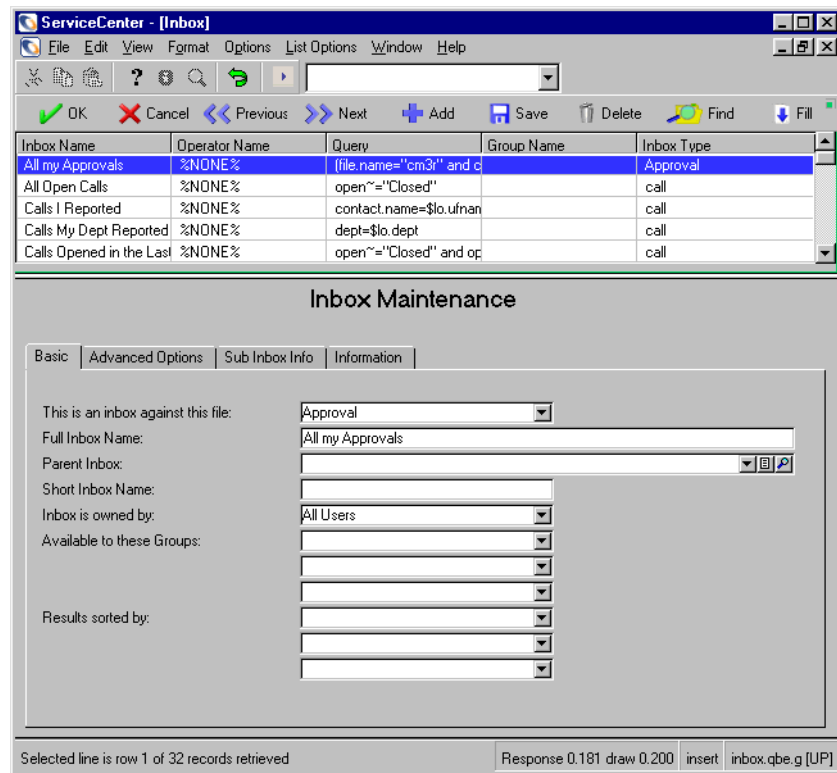 ServiceCenter - [Inbox]
File Edit View Format Options List Options Window Help
?
OK Cancel Previous Next Add Save Delete Find Fill
Inbox Name Operator Name Query Group Name Inbox Type
All my Approvals %NONE% (file.name="cm3r" and c Approval
All Open Calls %NONE% open~="Closed" call
Calls I Reported %NONE% contact.name=$lo.ufnan call
Calls My Dept Reported %NONE% dept=$lo.dept call
Calls Opened in the Last %NONE% open~="Closed" and op call
Inbox Maintenance
Basic Advanced Options Sub Inbox Info Information
This is an inbox against this file: Approval
Full Inbox Name: All my Approvals
Parent Inbox:
Short Inbox Name:
Inbox is owned by: All Users
Available to these Groups:
Results sorted by:
Selected line is row 1 of 32 records retrieved Response 0.181 draw 0.200 insert inbox.qbe.g [UP]